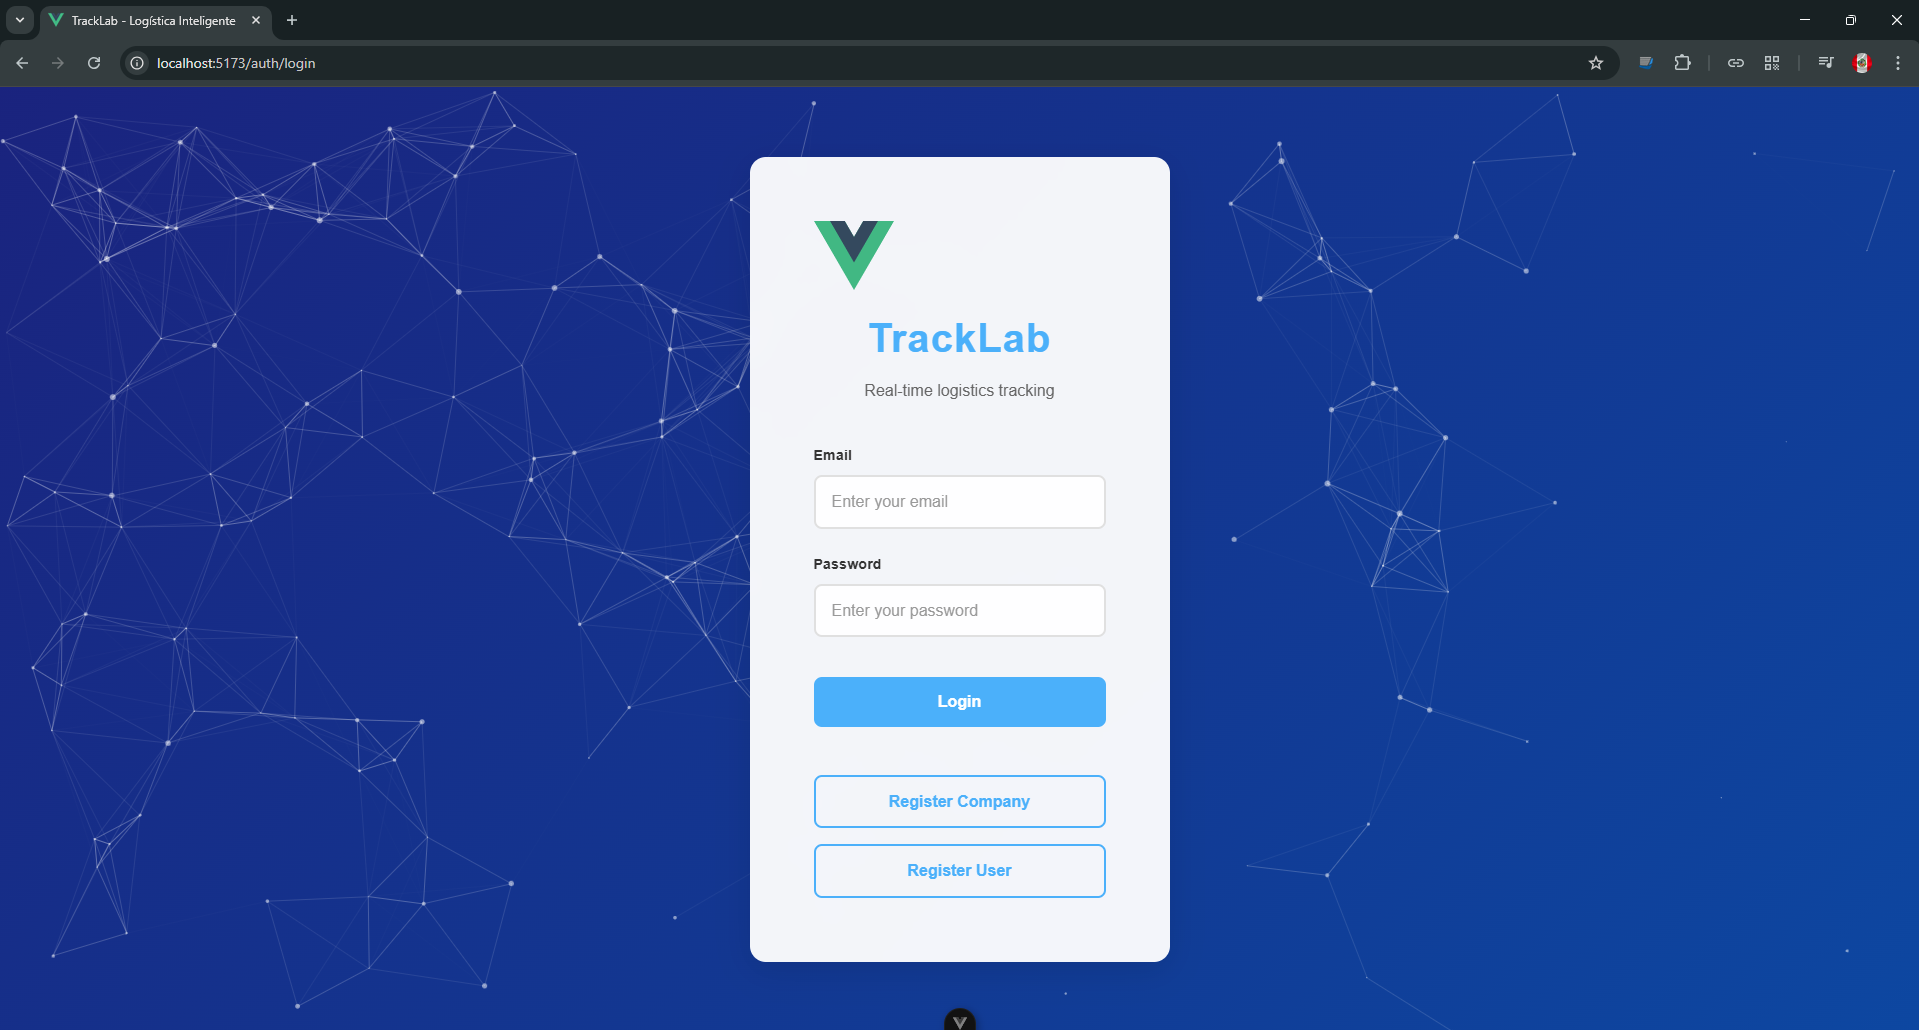 TrackLab - Logística Inteligente
localhost:5173/auth/login
TrackLab
Real-time logistics tracking
Email
Enter your email
Password
Enter your password
Login
Register Company
Register User